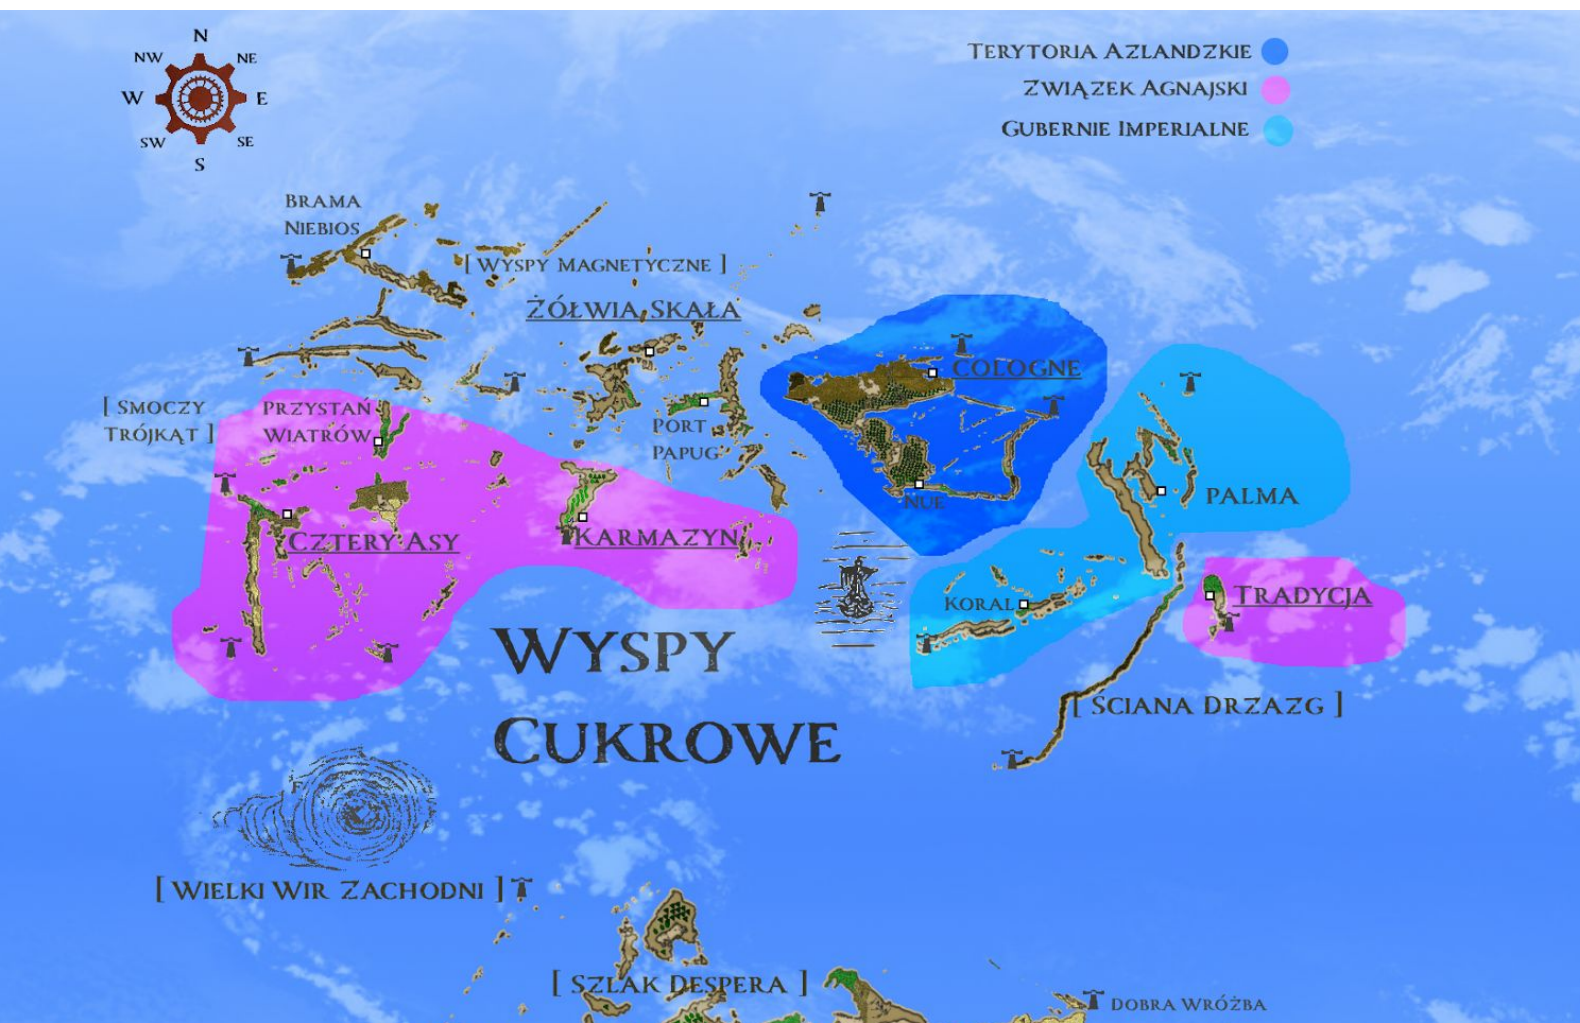 N
NW
NE
W
E
SW
SE
S
Terytoria Azlandzkie
Związek Agnajski
Gubernie Imperialne
Brama
Niebios
[ Wyspy Magnetyczne ]
Żółwia Skała
Cologne
[ Smoczy
Trójkąt ]
Przystań
Wiatrów
Port
Papug
Nue
Palma
Cztery Asy
Karmazyn
Koral
Tradycja
Wyspy
Cukrowe
[ Sciana Drzazg ]
[ Wielki Wir Zachodni ]
[ Szlak Despera ]
Dobra Wróżba